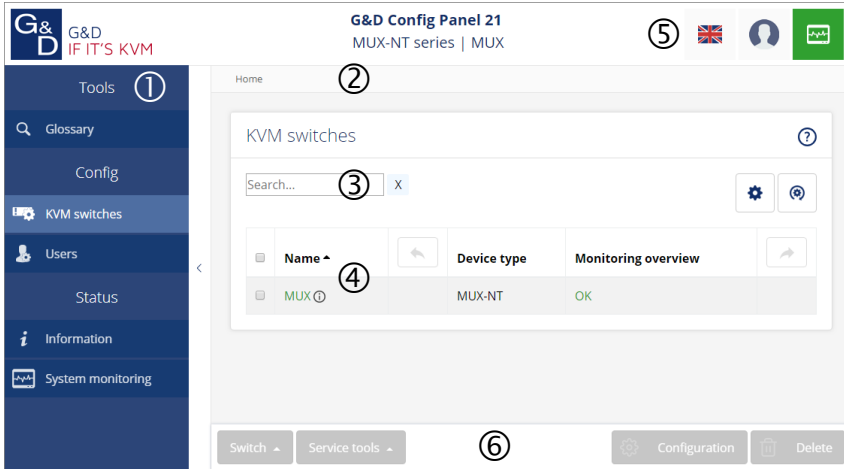 G&D
G&D
IF IT'S KVM
G&D Config Panel 21
MUX-NT series | MUX
⑤
Tools ①
Glossary
Config
KVM switches
Users
Status
Information
System monitoring
<
Home ②
KVM switches
?
Search... ③ X
Name Device type Monitoring overview
④
MUX MUX-NT OK
Switch Service tools ⑥ Configuration Delete